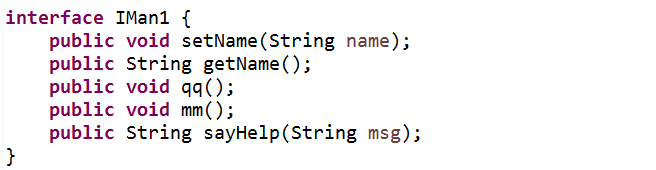 interface IMan1 {
    public void setName(String name);
    public String getName();
    public void qq();
    public void mm();
    public String sayHelp(String msg);
}